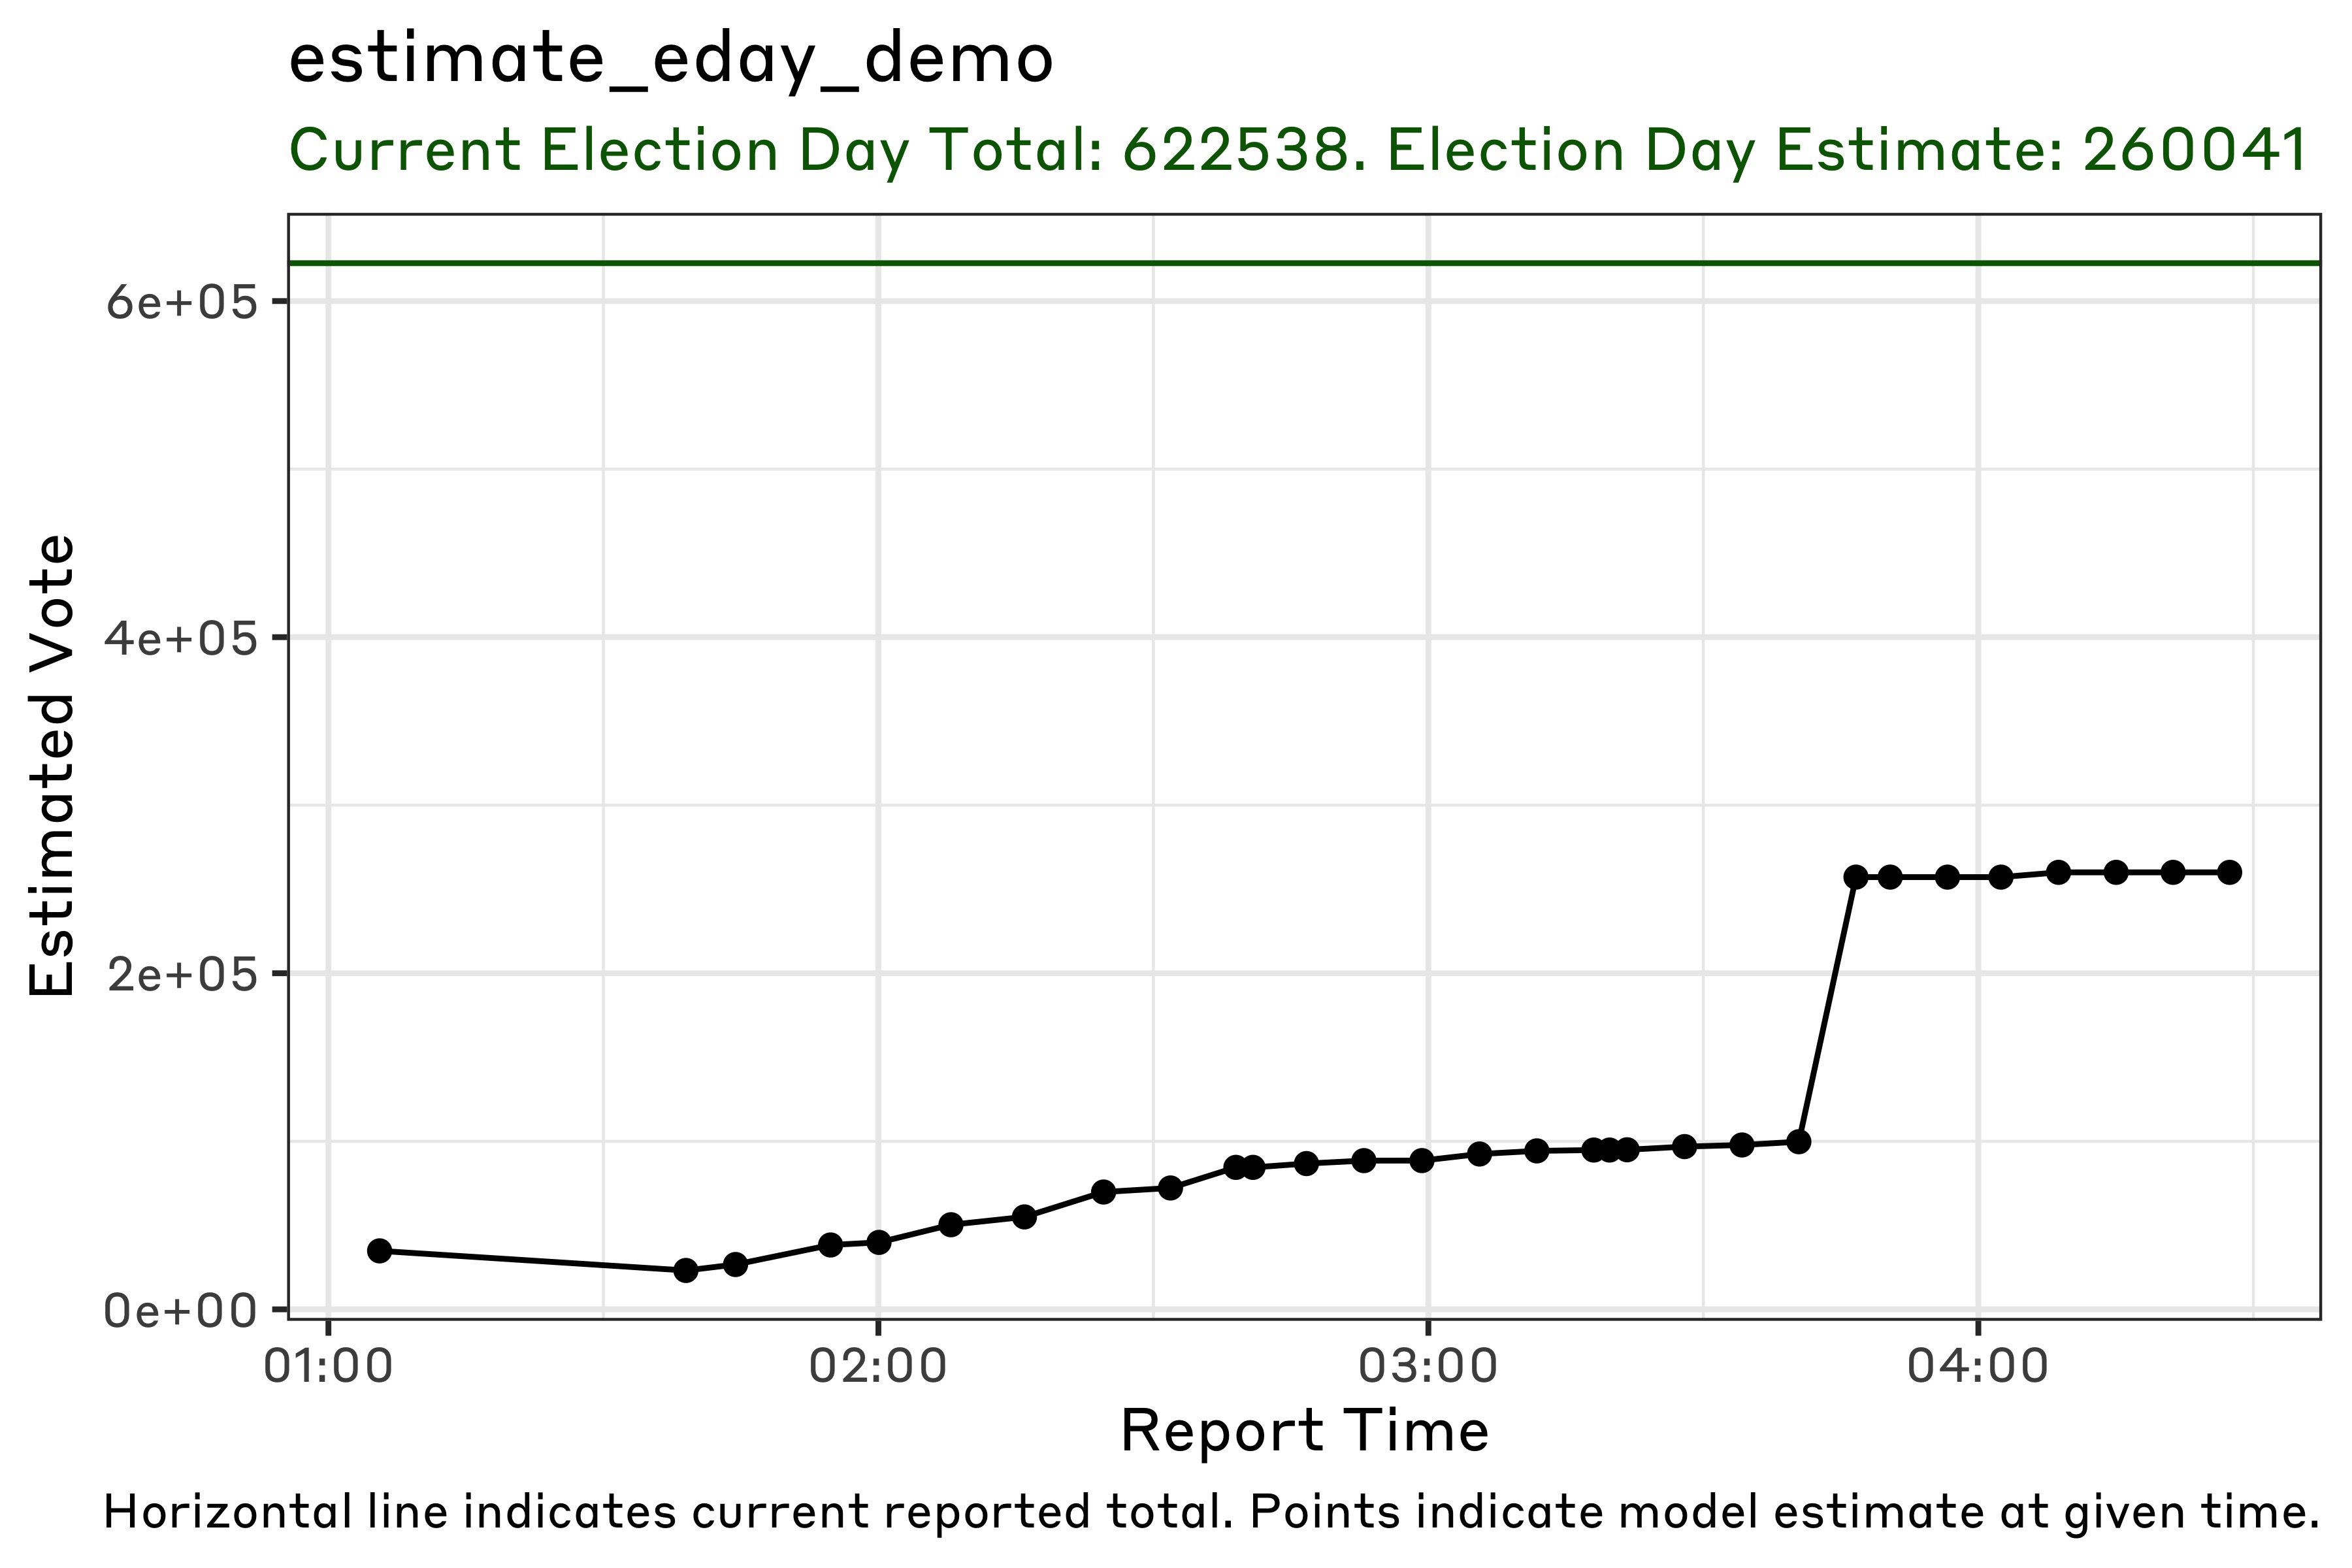 estimate_eday_demo
Current Election Day Total: 622538. Election Day Estimate: 260041
Estimated Vote
6e+05
4e+05
2e+05
0e+00
01:00 02:00 03:00 04:00
Report Time
Horizontal line indicates current reported total. Points indicate model estimate at given time.